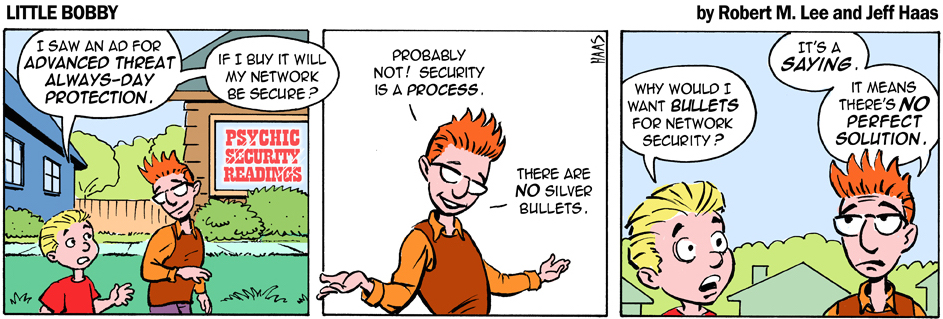 LITTLE BOBBY
by Robert M. Lee and Jeff Haas
I SAW AN AD FOR
ADVANCED THREAT
ALWAYS-DAY
PROTECTION.
IF I BUY IT WILL
MY NETWORK
BE SECURE?
PSYCHIC
SECURITY
READINGS
PROBABLY
NOT! SECURITY
IS A PROCESS.
THERE ARE
NO SILVER
BULLETS.
HAAS
WHY WOULD I
WANT BULLETS
FOR NETWORK
SECURITY?
IT'S A
SAYING.
IT MEANS
THERE'S NO
PERFECT
SOLUTION.